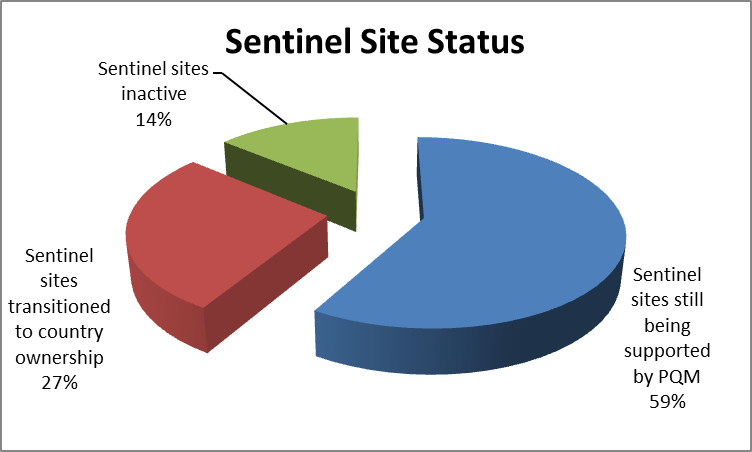 Sentinel Site Status
Sentinel sites
inactive
14%
Sentinel
sites
transitioned
to country
ownership
27%
Sentinel
sites still
being
supported
by PQM
59%